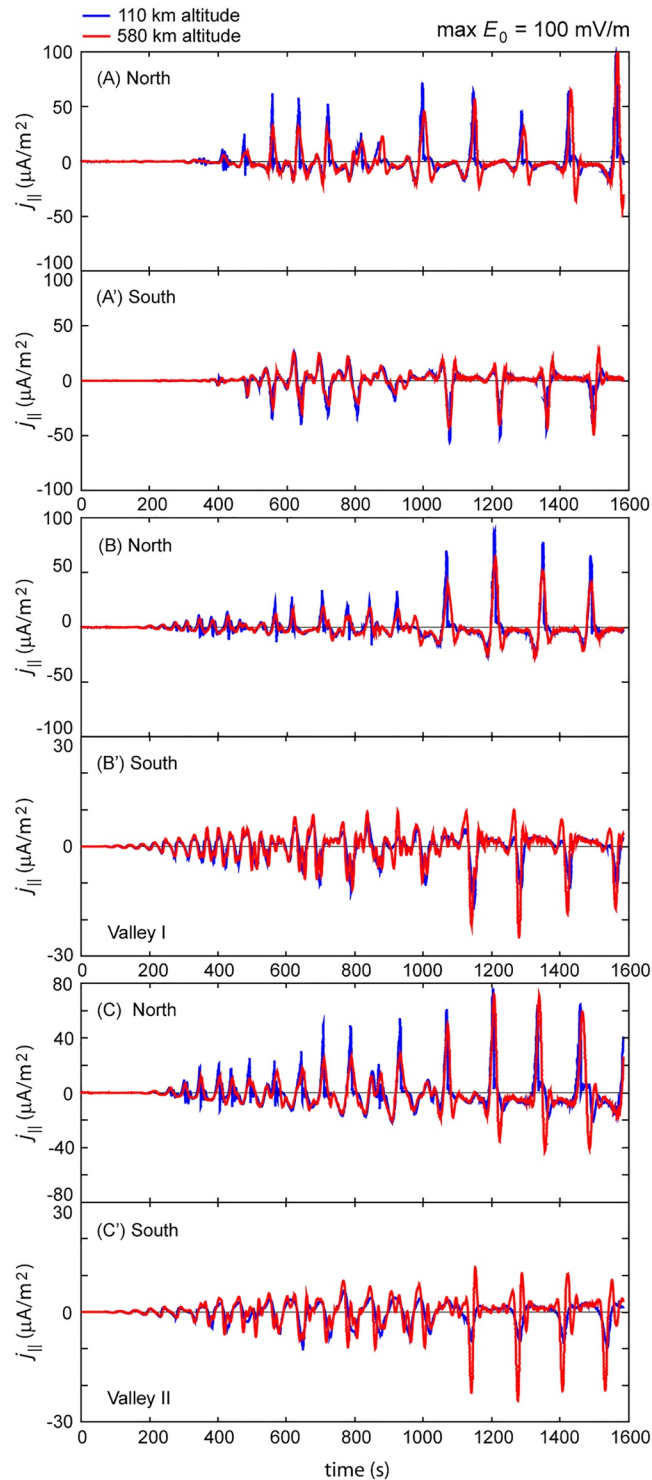 110 km altitude
580 km altitude
max E₀ = 100 mV/m
(A) North
100
50
0
-50
-100
j|| (μA/m²)
(A') South
100
50
0
-50
-100
j|| (μA/m²)
0 200 400 600 800 1000 1200 1400 1600
(B) North
100
50
0
-50
-100
j|| (μA/m²)
(B') South
30
0
-30
j|| (μA/m²)
Valley I
0 200 400 600 800 1000 1200 1400 1600
(C) North
80
40
0
-40
-80
j|| (μA/m²)
(C') South
30
0
-30
j|| (μA/m²)
Valley II
0 200 400 600 800 1000 1200 1400 1600
time (s)